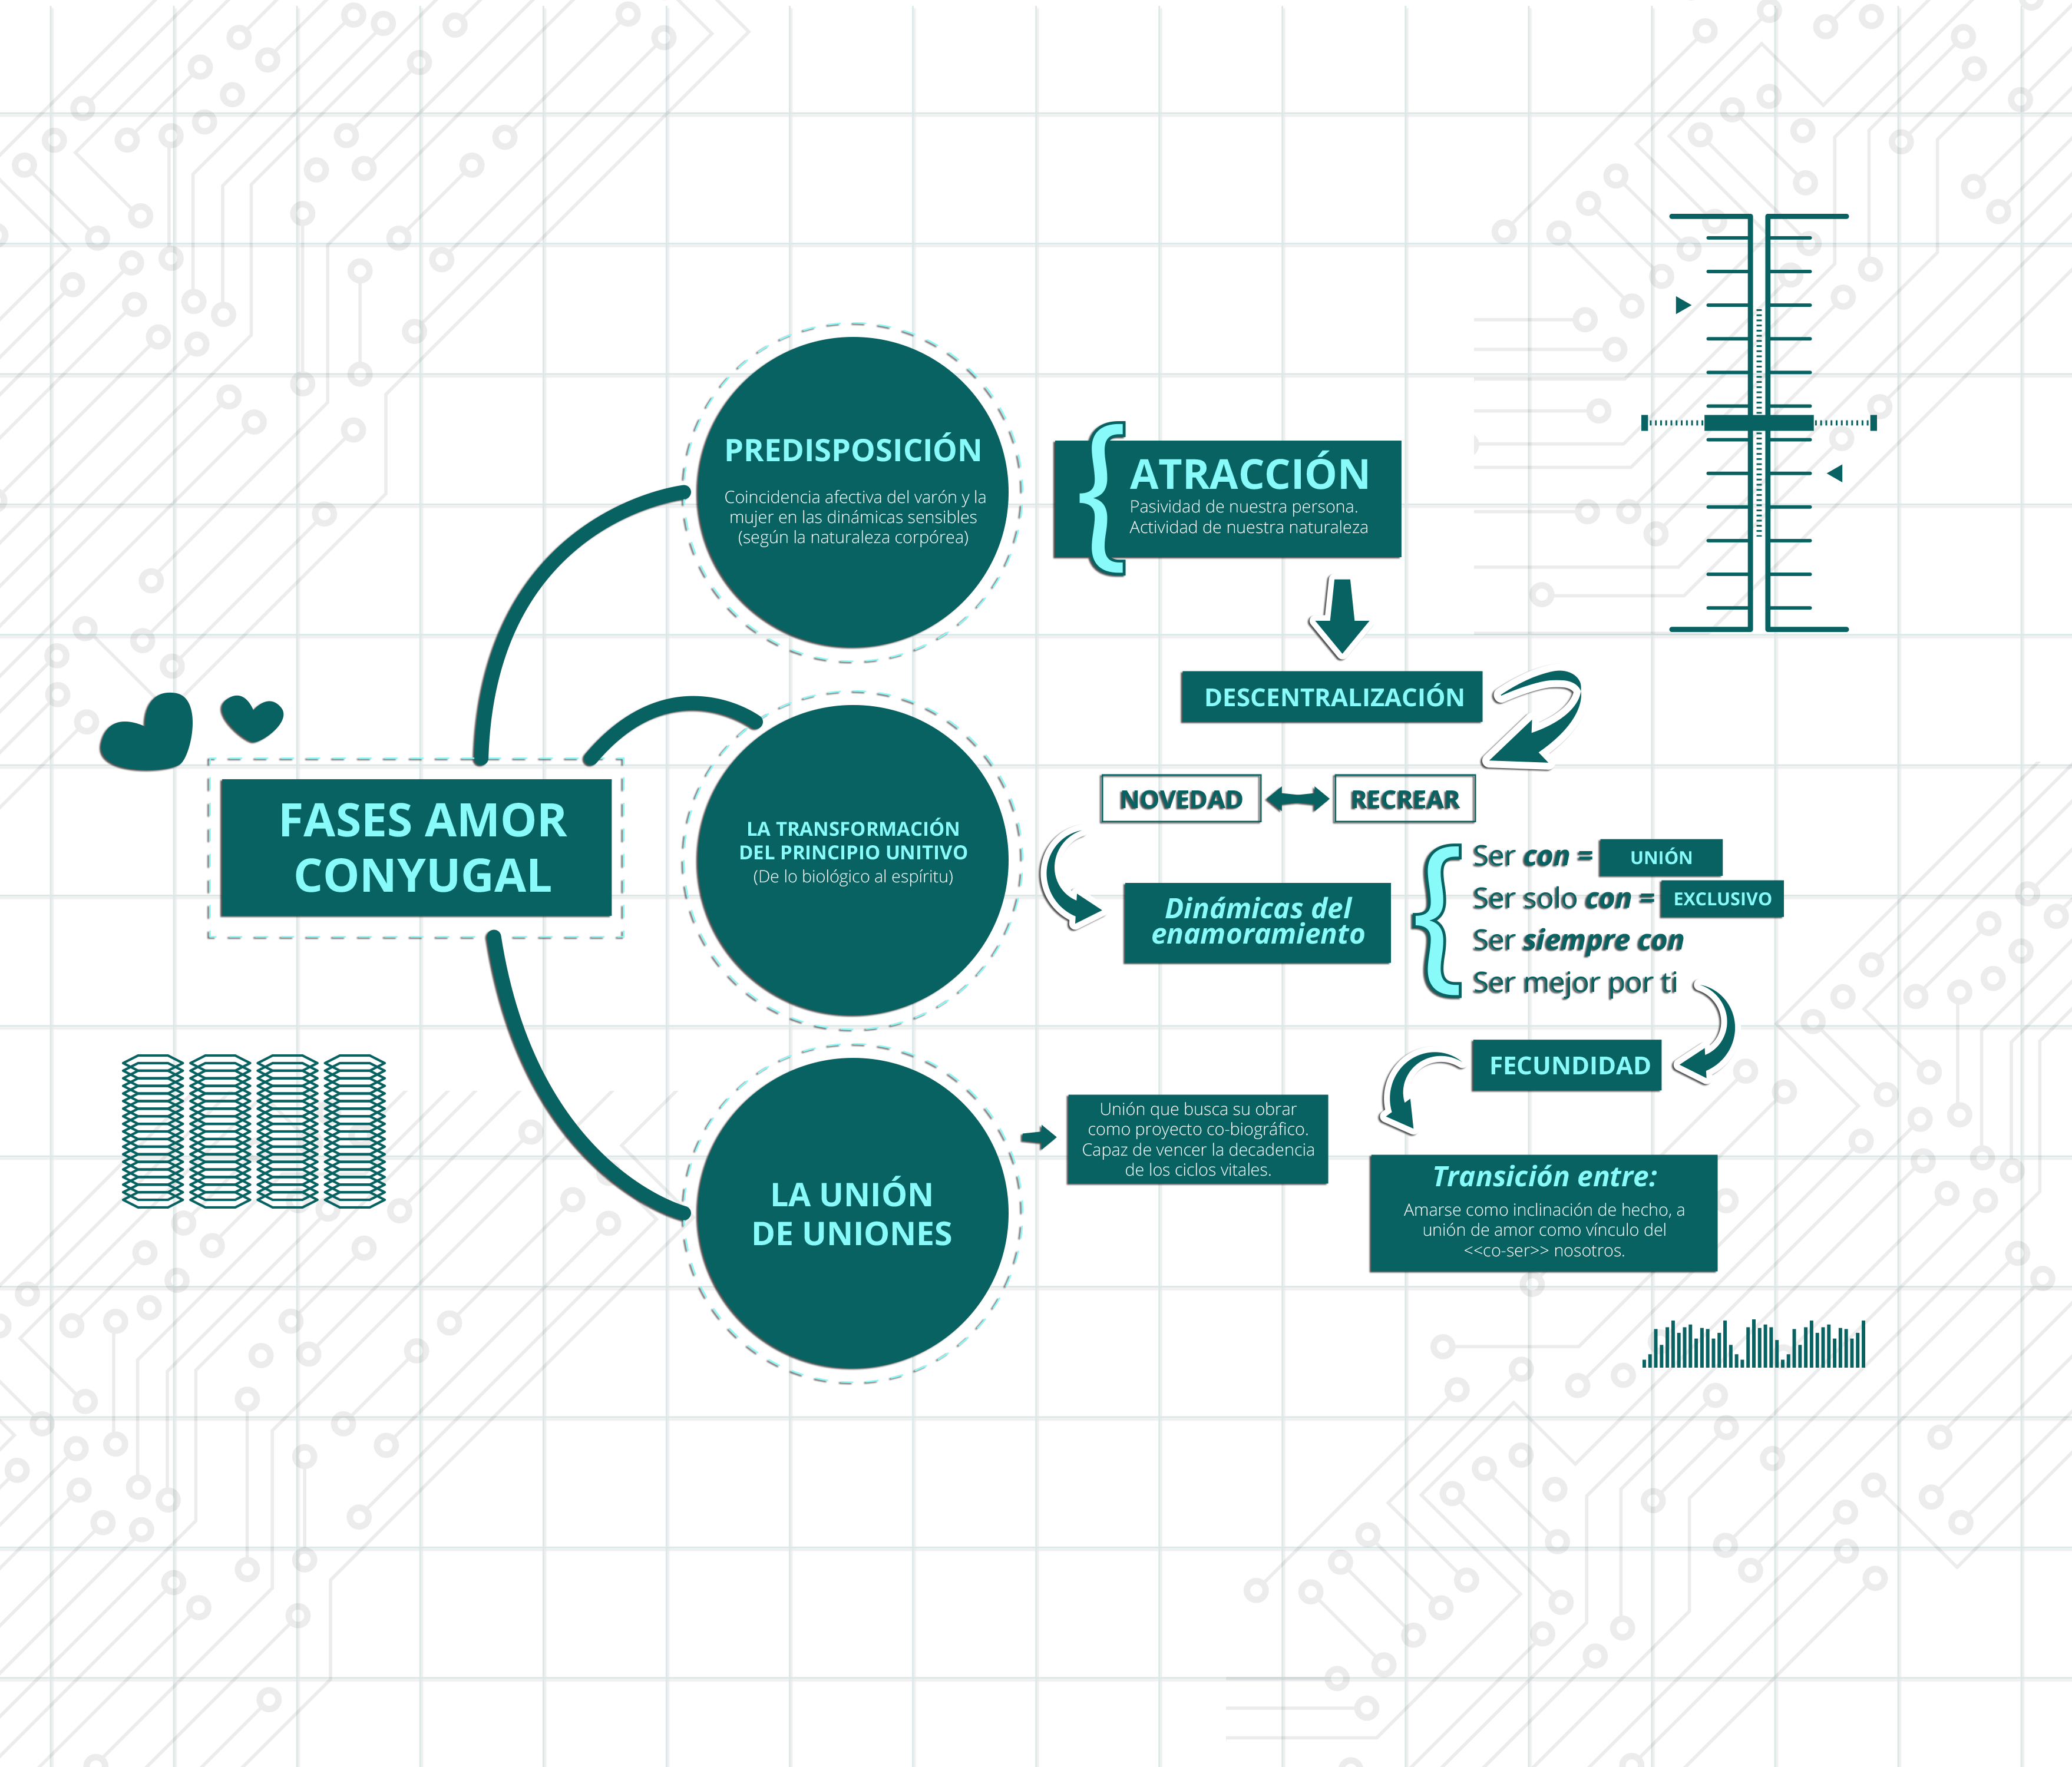 FASES AMOR
CONYUGAL
PREDISPOSICIÓN
Coincidencia afectiva del varón y la
mujer en las dinámicas sensibles
(según la naturaleza corpórea)
ATRACCIÓN
Pasividad de nuestra persona.
Actividad de nuestra naturaleza
DESCENTRALIZACIÓN
NOVEDAD
RECREAR
LA TRANSFORMACIÓN
DEL PRINCIPIO UNITIVO
(De lo biológico al espíritu)
Dinámicas del
enamoramiento
Ser con = UNIÓN
Ser solo con = EXCLUSIVO
Ser siempre con
Ser mejor por ti
FECUNDIDAD
Transición entre:
Amarse como inclinación de hecho, a
unión de amor como vínculo del
<<co-ser>> nosotros.
LA UNIÓN
DE UNIONES
Unión que busca su obrar
como proyecto co-biográfico.
Capaz de vencer la decadencia
de los ciclos vitales.